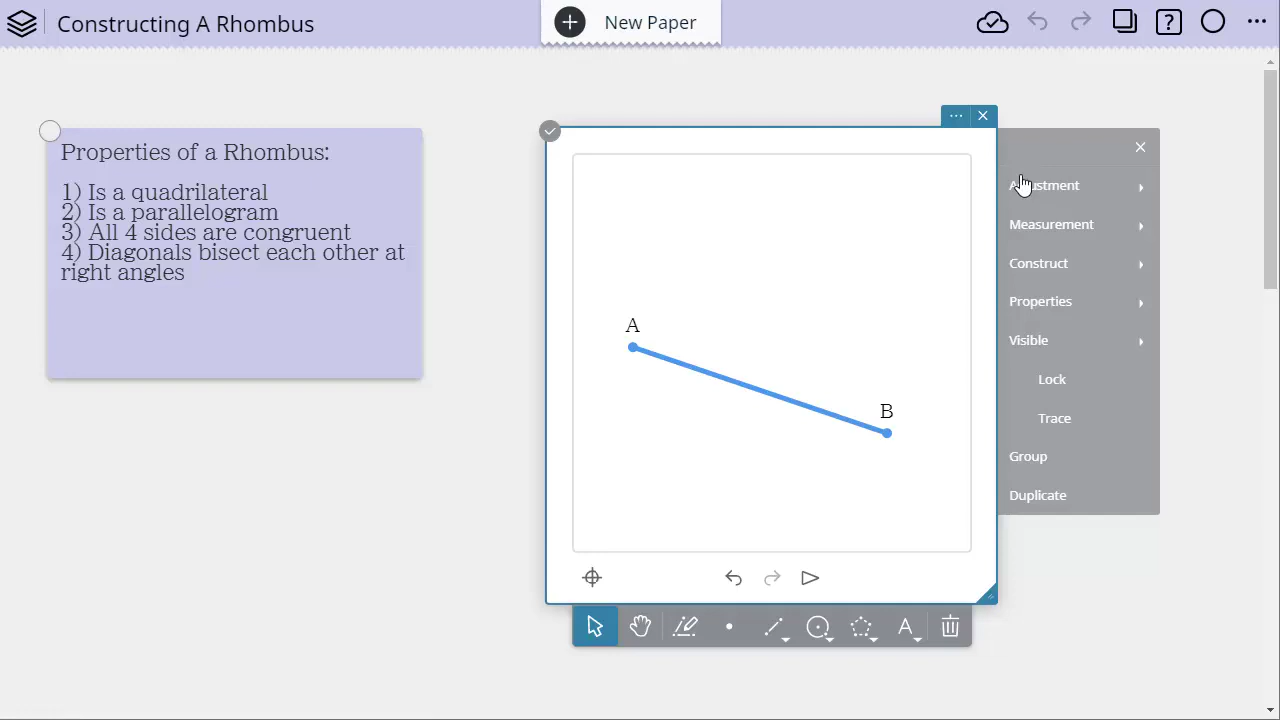 Constructing A Rhombus
New Paper
Properties of a Rhombus:
1) Is a quadrilateral
2) Is a parallelogram
3) All 4 sides are congruent
4) Diagonals bisect each other at
right angles
A
B
Adjustment
Measurement
Construct
Properties
Visible
Lock
Trace
Group
Duplicate
A